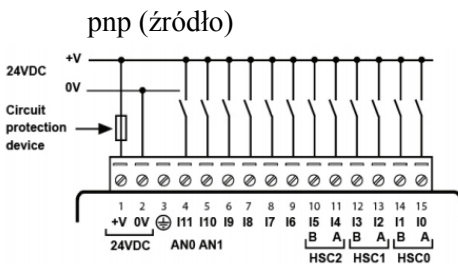 pnp (źródło)
+V
24VDC
0V
Circuit
protection
device
1 2 3 4 5 6 7 8 9 10 11 12 13 14 15
+V 0V I11 I10 I9 I8 I7 I6 I5 I4 I3 I2 I1 I0
B A B A B A
24VDC AN0 AN1 HSC2 HSC1 HSC0